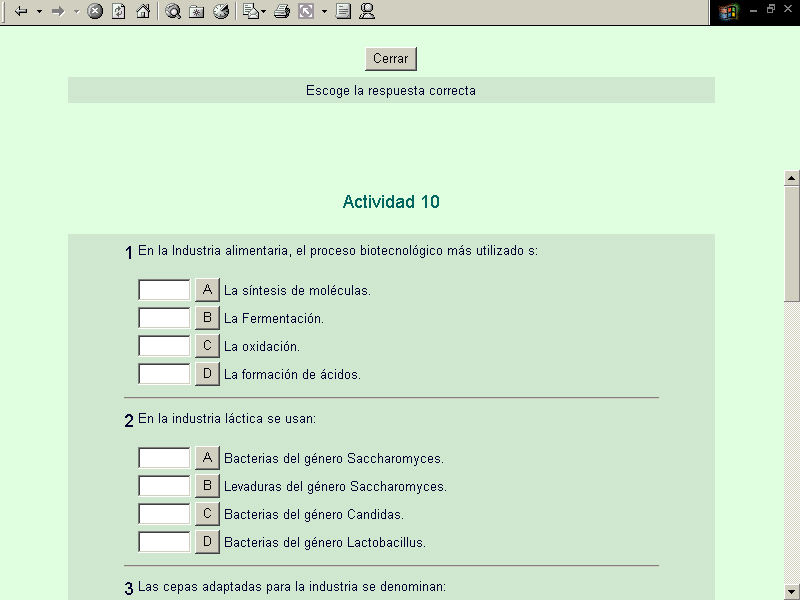 Cerrar
Escoge la respuesta correcta
Actividad 10
1 En la Industria alimentaria, el proceso biotecnológico más utilizado s:
A La síntesis de moléculas.
B La Fermentación.
C La oxidación.
D La formación de ácidos.
2 En la industria láctica se usan:
A Bacterias del género Saccharomyces.
B Levaduras del género Saccharomyces.
C Bacterias del género Candidas.
D Bacterias del género Lactobacillus.
3 Las cepas adaptadas para la industria se denominan: